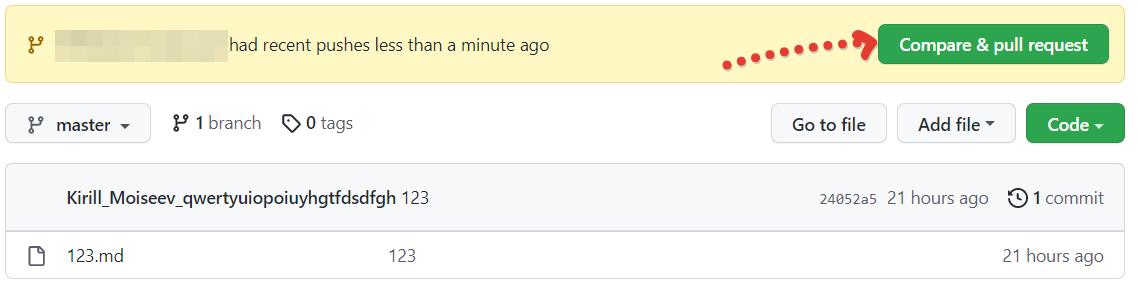 had recent pushes less than a minute ago Compare & pull request
master 1 branch 0 tags Go to file Add file Code
Kirill_Moiseev_qwertyuiopoiuyhgtfdsdfgh 123 24052a5 21 hours ago 1 commit
123.md 123 21 hours ago